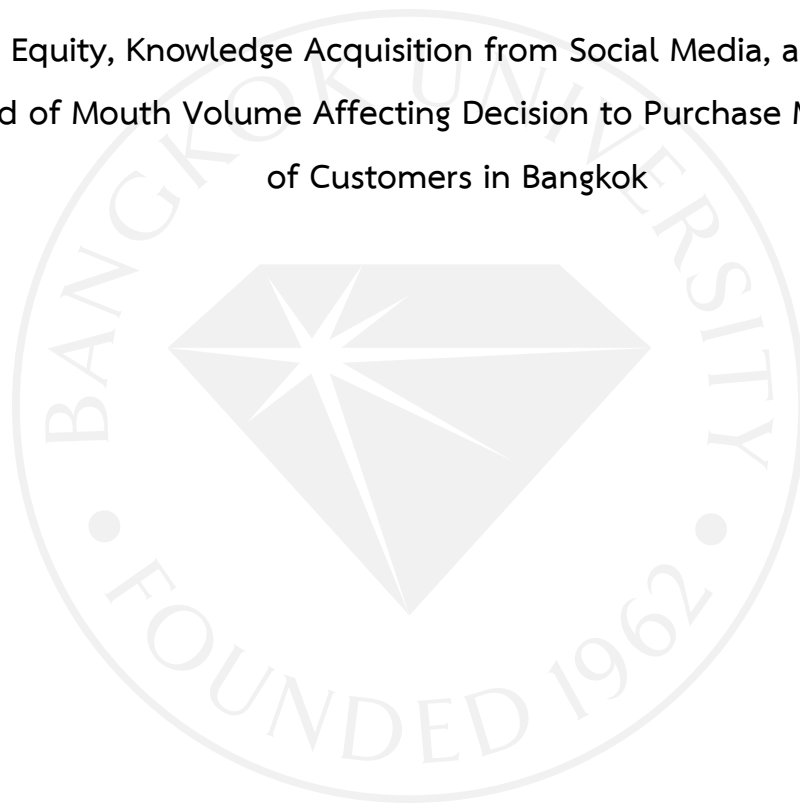 Equity, Knowledge Acquisition from Social Media, a
d of Mouth Volume Affecting Decision to Purchase M
of Customers in Bangkok
BANGKOK UNIVERSITY
FOUNDED 1962